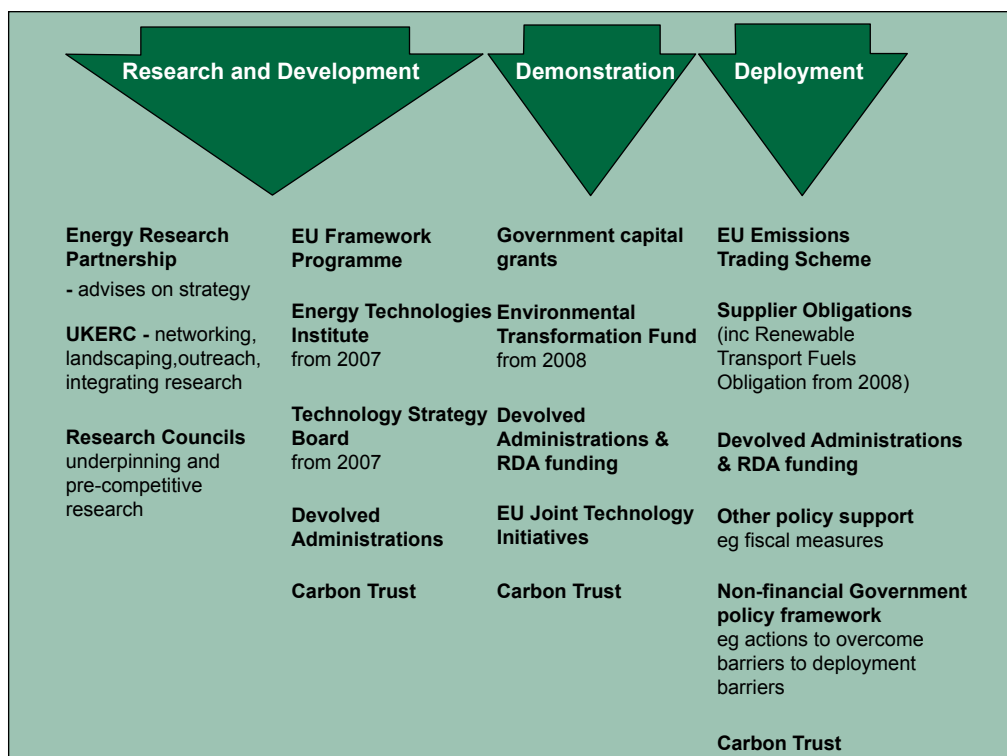 Research and Development
Demonstration
Deployment
Energy Research
Partnership
- advises on strategy
UKERC - networking,
landscaping,outreach,
integrating research
Research Councils
underpinning and
pre-competitive
research
EU Framework
Programme
Energy Technologies
Institute
from 2007
Technology Strategy
Board
from 2007
Devolved
Administrations
Carbon Trust
Government capital
grants
Environmental
Transformation Fund
from 2008
Devolved
Administrations &
RDA funding
EU Joint Technology
Initiatives
Carbon Trust
EU Emissions
Trading Scheme
Supplier Obligations
(inc Renewable
Transport Fuels
Obligation from 2008)
Devolved Administrations
& RDA funding
Other policy support
eg fiscal measures
Non-financial Government
policy framework
eg actions to overcome
barriers to deployment
barriers
Carbon Trust